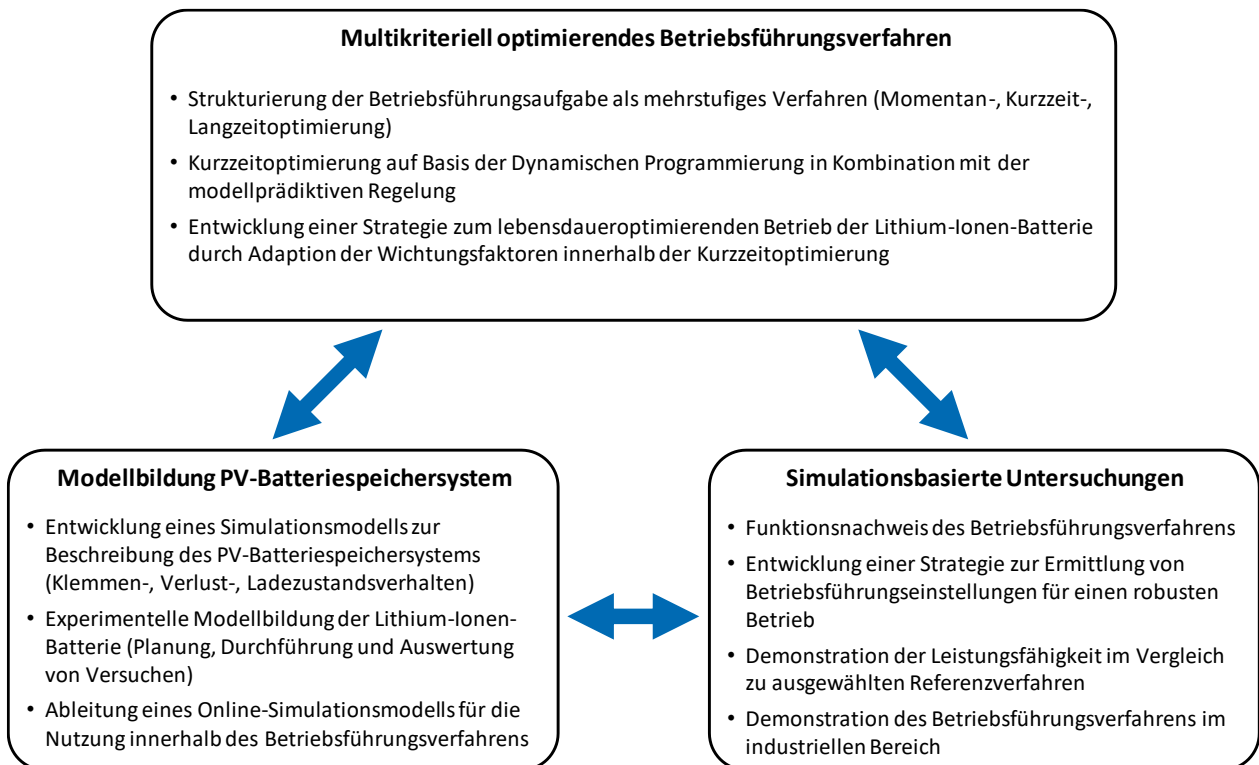 Multikriteriell optimierendes Betriebsführungsverfahren
• Strukturierung der Betriebsführungsaufgabe als mehrstufiges Verfahren (Momentan-, Kurzzeit-,
Langzeitoptimierung)
• Kurzzeitoptimierung auf Basis der Dynamischen Programmierung in Kombination mit der
modellprädiktiven Regelung
• Entwicklung einer Strategie zum lebensdaueroptimierenden Betrieb der Lithium-Ionen-Batterie
durch Adaption der Wichtungsfaktoren innerhalb der Kurzzeitoptimierung
Modellbildung PV-Batteriespeichersystem
• Entwicklung eines Simulationsmodells zur
Beschreibung des PV-Batteriespeichersystems
(Klemmen-, Verlust-, Ladezustandsverhalten)
• Experimentelle Modellbildung der Lithium-Ionen-
Batterie (Planung, Durchführung und Auswertung
von Versuchen)
• Ableitung eines Online-Simulationsmodells für die
Nutzung innerhalb des Betriebsführungsverfahrens
Simulationsbasierte Untersuchungen
• Funktionsnachweis des Betriebsführungsverfahrens
• Entwicklung einer Strategie zur Ermittlung von
Betriebsführungseinstellungen für einen robusten
Betrieb
• Demonstration der Leistungsfähigkeit im Vergleich
zu ausgewählten Referenzverfahren
• Demonstration des Betriebsführungsverfahrens im
industriellen Bereich